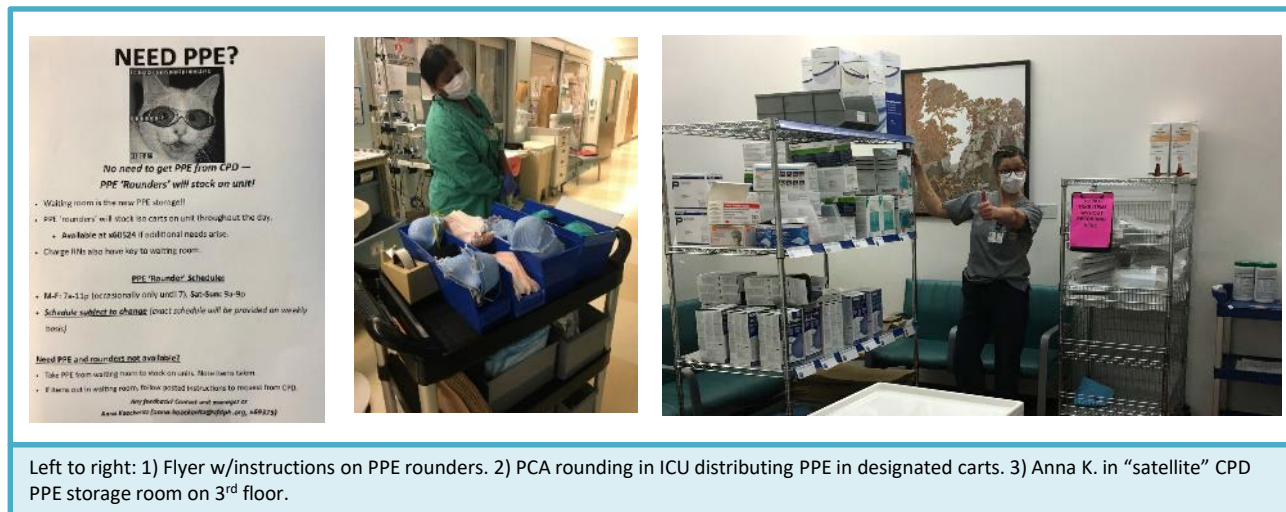 NEED PPE?
No need to get PPE from CPD —
PPE 'Rounders' will stock on unit!
• Waiting room is the new PPE storage!!
• PPE 'rounders' will stock iso carts on unit throughout the day.
• Available at x60524 if additional needs arise.
• Charge RNs also have key to waiting room.
PPE 'Rounder' Schedule:
• M-F: 7a-11p (occasionally only until 7), Sat-Sun: 9a-9p
• Schedule subject to change (exact schedule will be provided on weekly
basis)
Need PPE and rounders not available?
• Take PPE from waiting room to stock on units. Note items taken.
• If items out in waiting room, follow posted instructions to request from CPD.
Any feedback? Contact unit manager or
Anna
Left to right: 1) Flyer w/instructions on PPE rounders. 2) PCA rounding in ICU distributing PPE in designated carts. 3) Anna K. in “satellite” CPD
PPE storage room on 3rd floor.